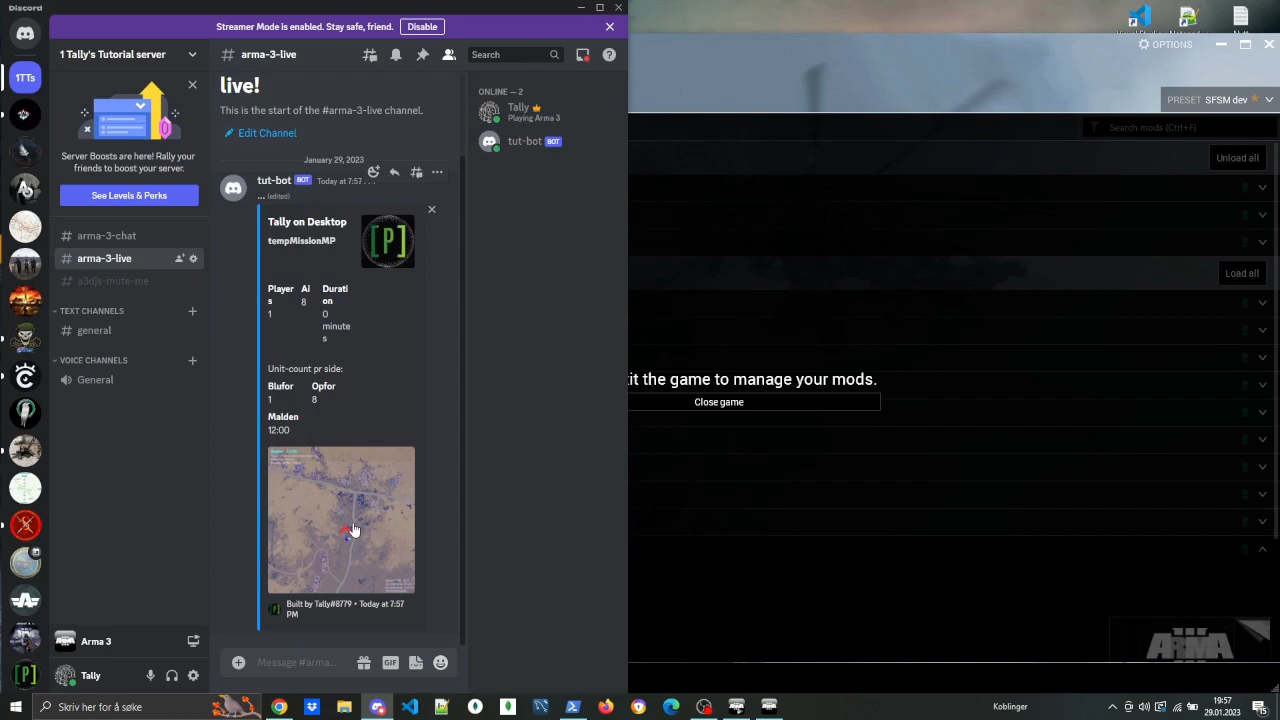 Discord
Streamer Mode is enabled. Stay safe, friend.
Disable
1 Tally's Tutorial server
arma-3-live
Search
OPTIONS
PRESET SFSM dev
Search mods (Ctrl+F)
Unload all
Load all
Server Boosts are here! Rally your
friends to boost your server.
See Levels & Perks
arma-3-chat
arma-3-live
a3djs-mute-me
TEXT CHANNELS
general
VOICE CHANNELS
General
1TTs
live!
This is the start of the #arma-3-live channel.
Edit Channel
January 29, 2023
tut-bot BOT Today at 7:57
... (edited)
Tally on Desktop
tempMissionMP
[P]
Player
s
1
AI
8
Durati
on
0
minute
s
Unit-count pr side:
Blufor
1
Opfor
8
Malden
12:00
Built by Tally#8779 • Today at 7:57
PM
Message #arma...
GIF
ONLINE — 2
Tally
Playing Arma 3
tut-bot BOT
xit the game to manage your mods.
Close game
ARMA
Arma 3
Tally
Skriv her for å søke
Koblinger
19:57
29.01.2023